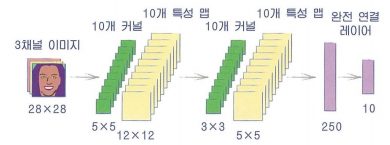 3채널 이미지
28×28
10개 커널
5×5
10개 특성 맵
12×12
10개 커널
3×3
10개 특성 맵
5×5
250
완전 연결
레이어
10